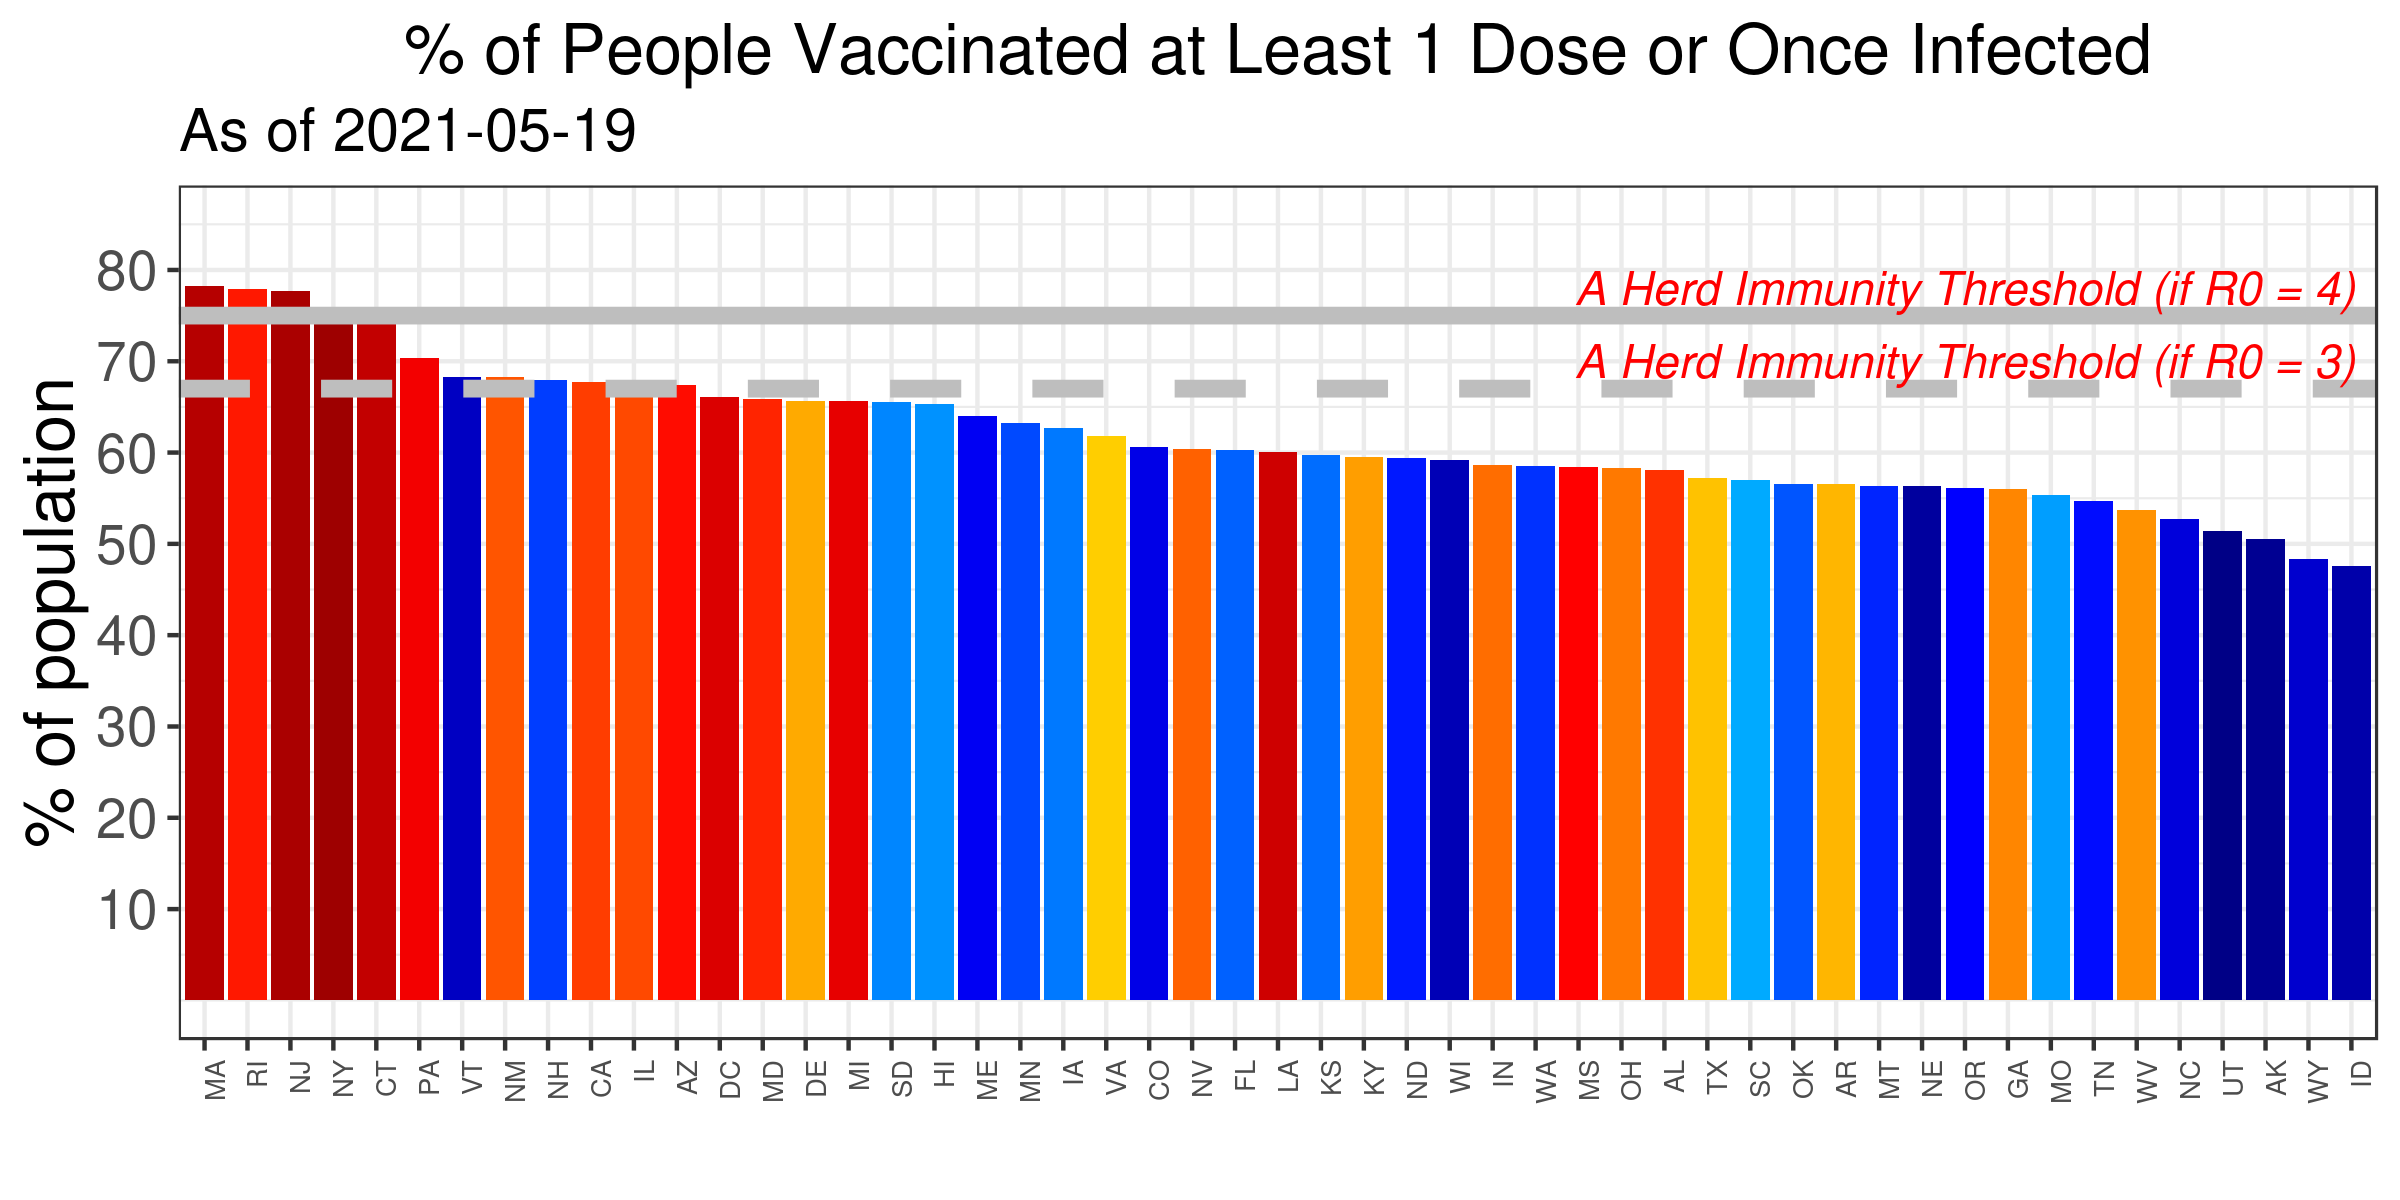 % of People Vaccinated at Least 1 Dose or Once Infected
As of 2021-05-19
% of population
80
70
60
50
40
30
20
10
A Herd Immunity Threshold (if R0 = 4)
A Herd Immunity Threshold (if R0 = 3)
MA RI NJ NY CT PA VT NM NH CA IL AZ DC MD DE MI SD HI ME MN IA VA CO NV FL LA KS KY ND WI IN WA MS OH AL TX SC OK AR MT NE OR GA MO TN WV NC UT AK WY ID